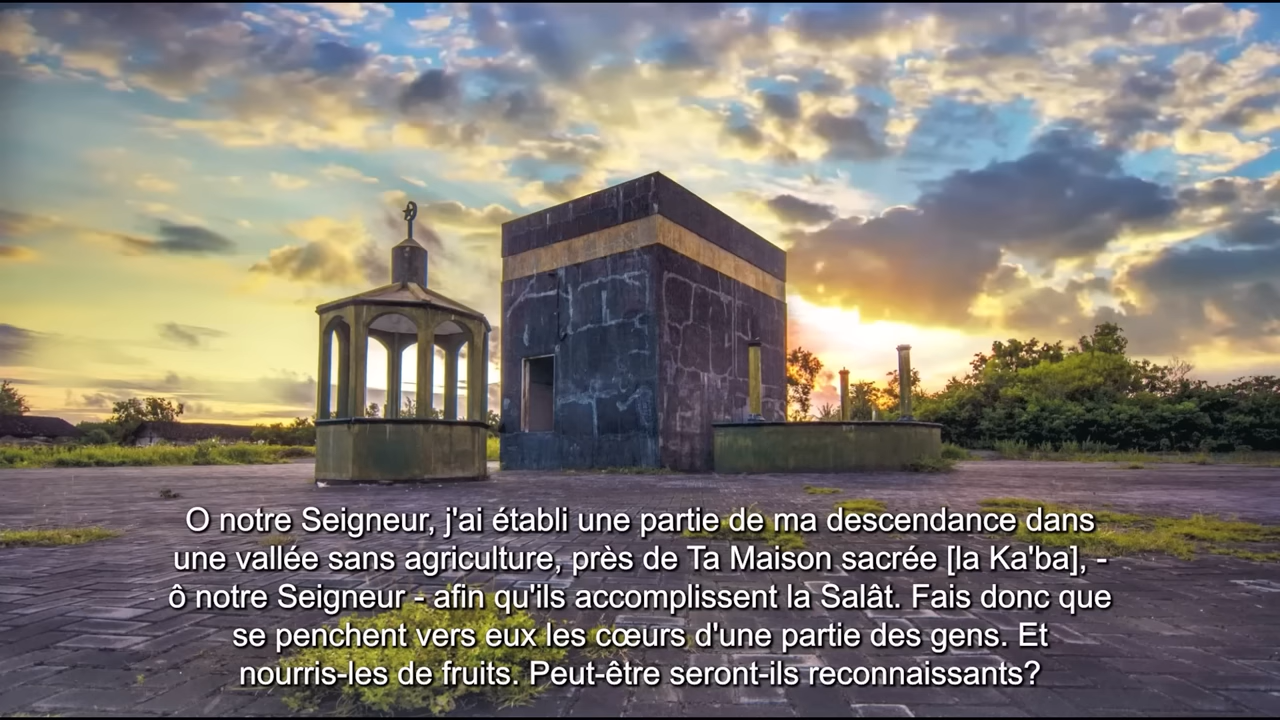 O notre Seigneur, j'ai établi une partie de ma descendance dans
une vallée sans agriculture, près de Ta Maison sacrée [la Ka'ba], -
ô notre Seigneur - afin qu'ils accomplissent la Salât. Fais donc que
se penchent vers eux les cœurs d'une partie des gens. Et
nourris-les de fruits. Peut-être seront-ils reconnaissants?